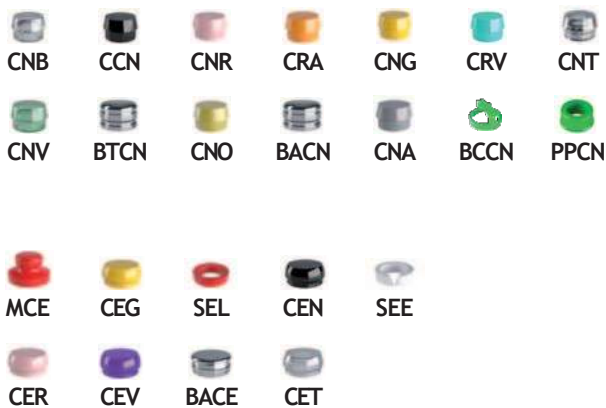 CNB CCN CNR CRA CNG CRV CNT
CNV BTCN CNO BACN CNA BCCN PPCN
MCE CEG SEL CEN SEE
CER CEV BACE CET